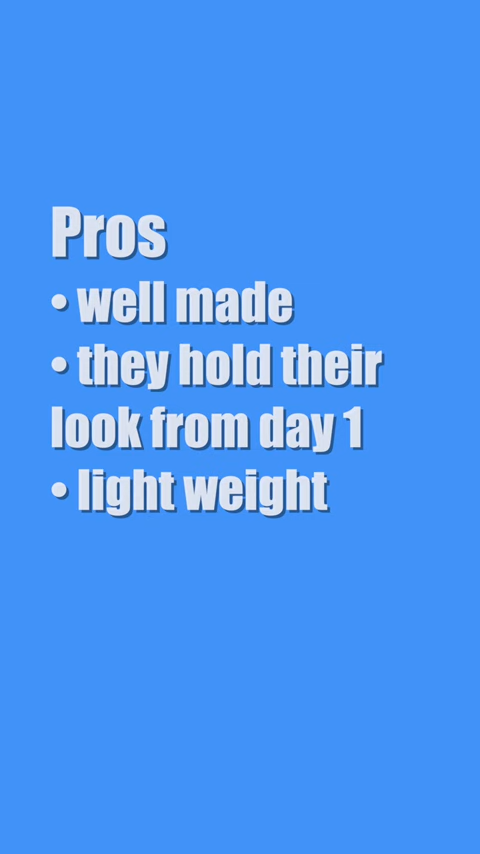 Pros
• well made
• they hold their
look from day 1
• light weight